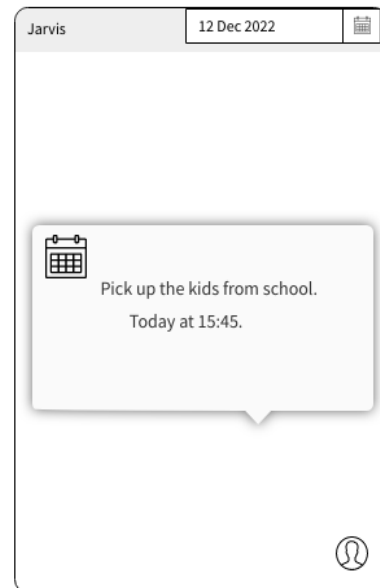 Jarvis
12 Dec 2022
Pick up the kids from school.
Today at 15:45.